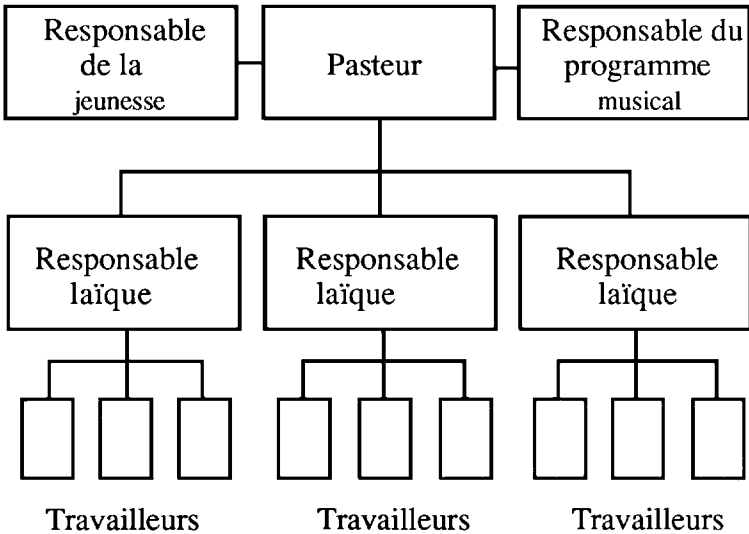 Responsable
de la
jeunesse
Pasteur
Responsable du
programme
musical
Responsable
laïque
Responsable
laïque
Responsable
laïque
Travailleurs
Travailleurs
Travailleurs